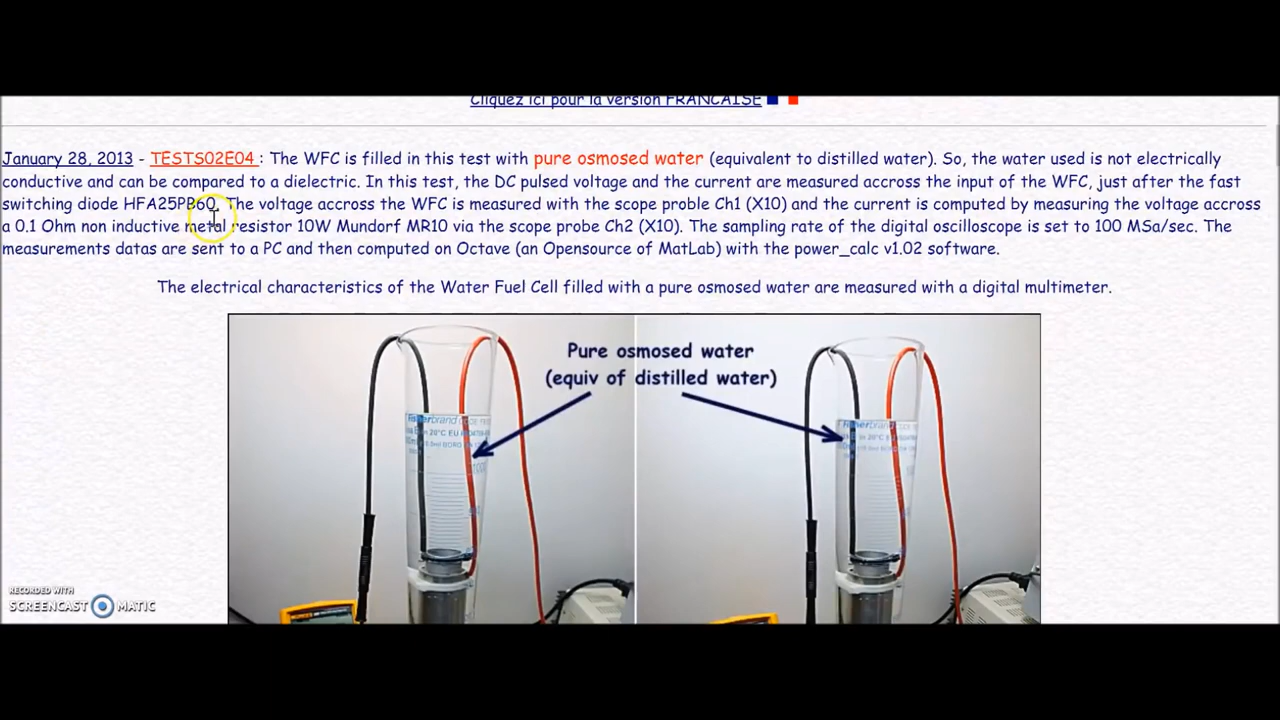 Cliquez ici pour la version FRANCAISE
January 28, 2013 - TESTS02E04 : The WFC is filled in this test with pure osmosed water (equivalent to distilled water). So, the water used is not electrically
conductive and can be compared to a dielectric. In this test, the DC pulsed voltage and the current are measured accross the input of the WFC, just after the fast
switching diode HFA25PB60. The voltage accross the WFC is measured with the scope proble Ch1 (X10) and the current is computed by measuring the voltage accross
a 0.1 Ohm non inductive metal resistor 10W Mundorf MR10 via the scope probe Ch2 (X10). The sampling rate of the digital oscilloscope is set to 100 MSa/sec. The
measurements datas are sent to a PC and then computed on Octave (an Opensource of MatLab) with the power_calc v1.02 software.
The electrical characteristics of the Water Fuel Cell filled with a pure osmosed water are measured with a digital multimeter.
Pure osmosed water
(equiv of distilled water)
Fisherbrand
in 20°C EU
in 20°C EU
RECORDED WITH
SCREENCAST MATIC